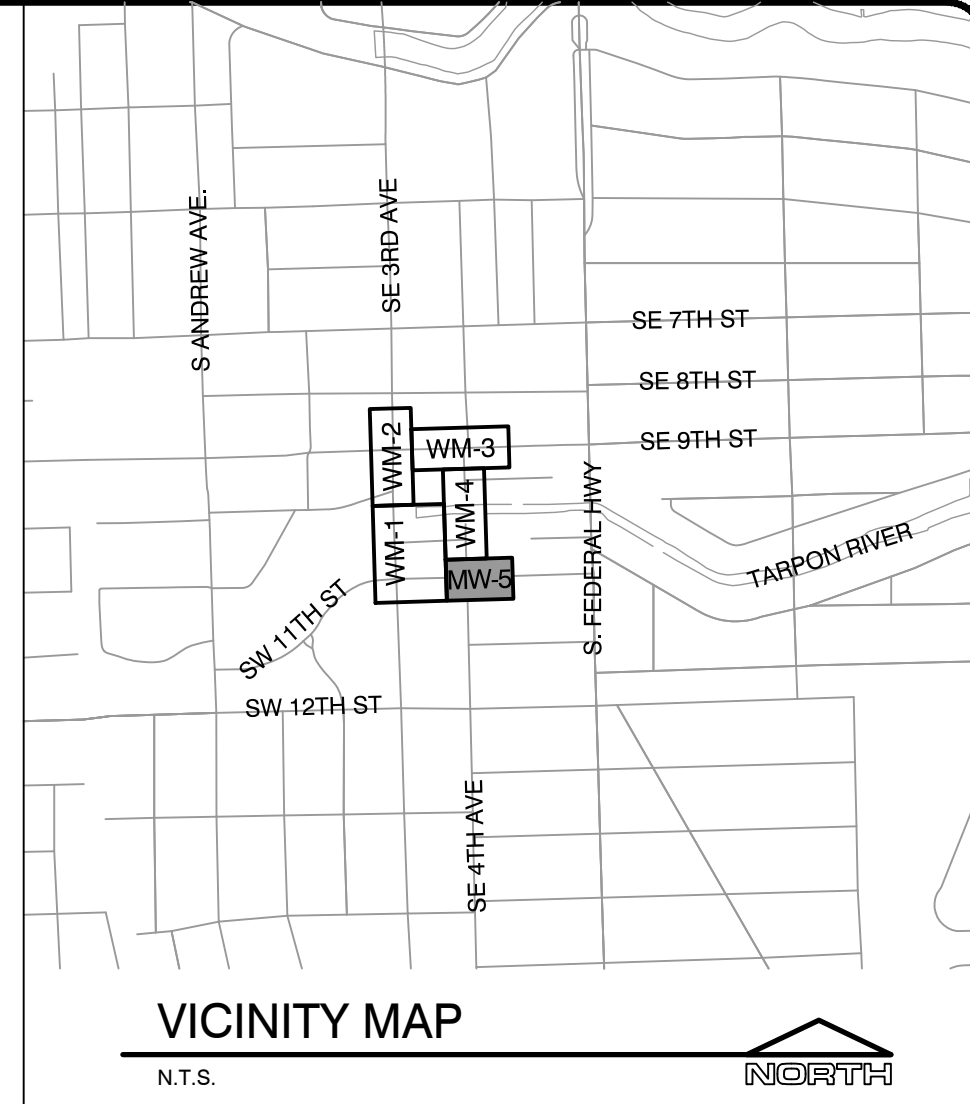 S ANDREW AVE.
SE 3RD AVE
SE 7TH ST
SE 8TH ST
SE 9TH ST
WM-2
WM-3
WM-4
WM-1
MW-5
S. FEDERAL HWY
TARPON RIVER
SW 11TH ST
SW 12TH ST
SE 4TH AVE
VICINITY MAP
N.T.S.
NORTH